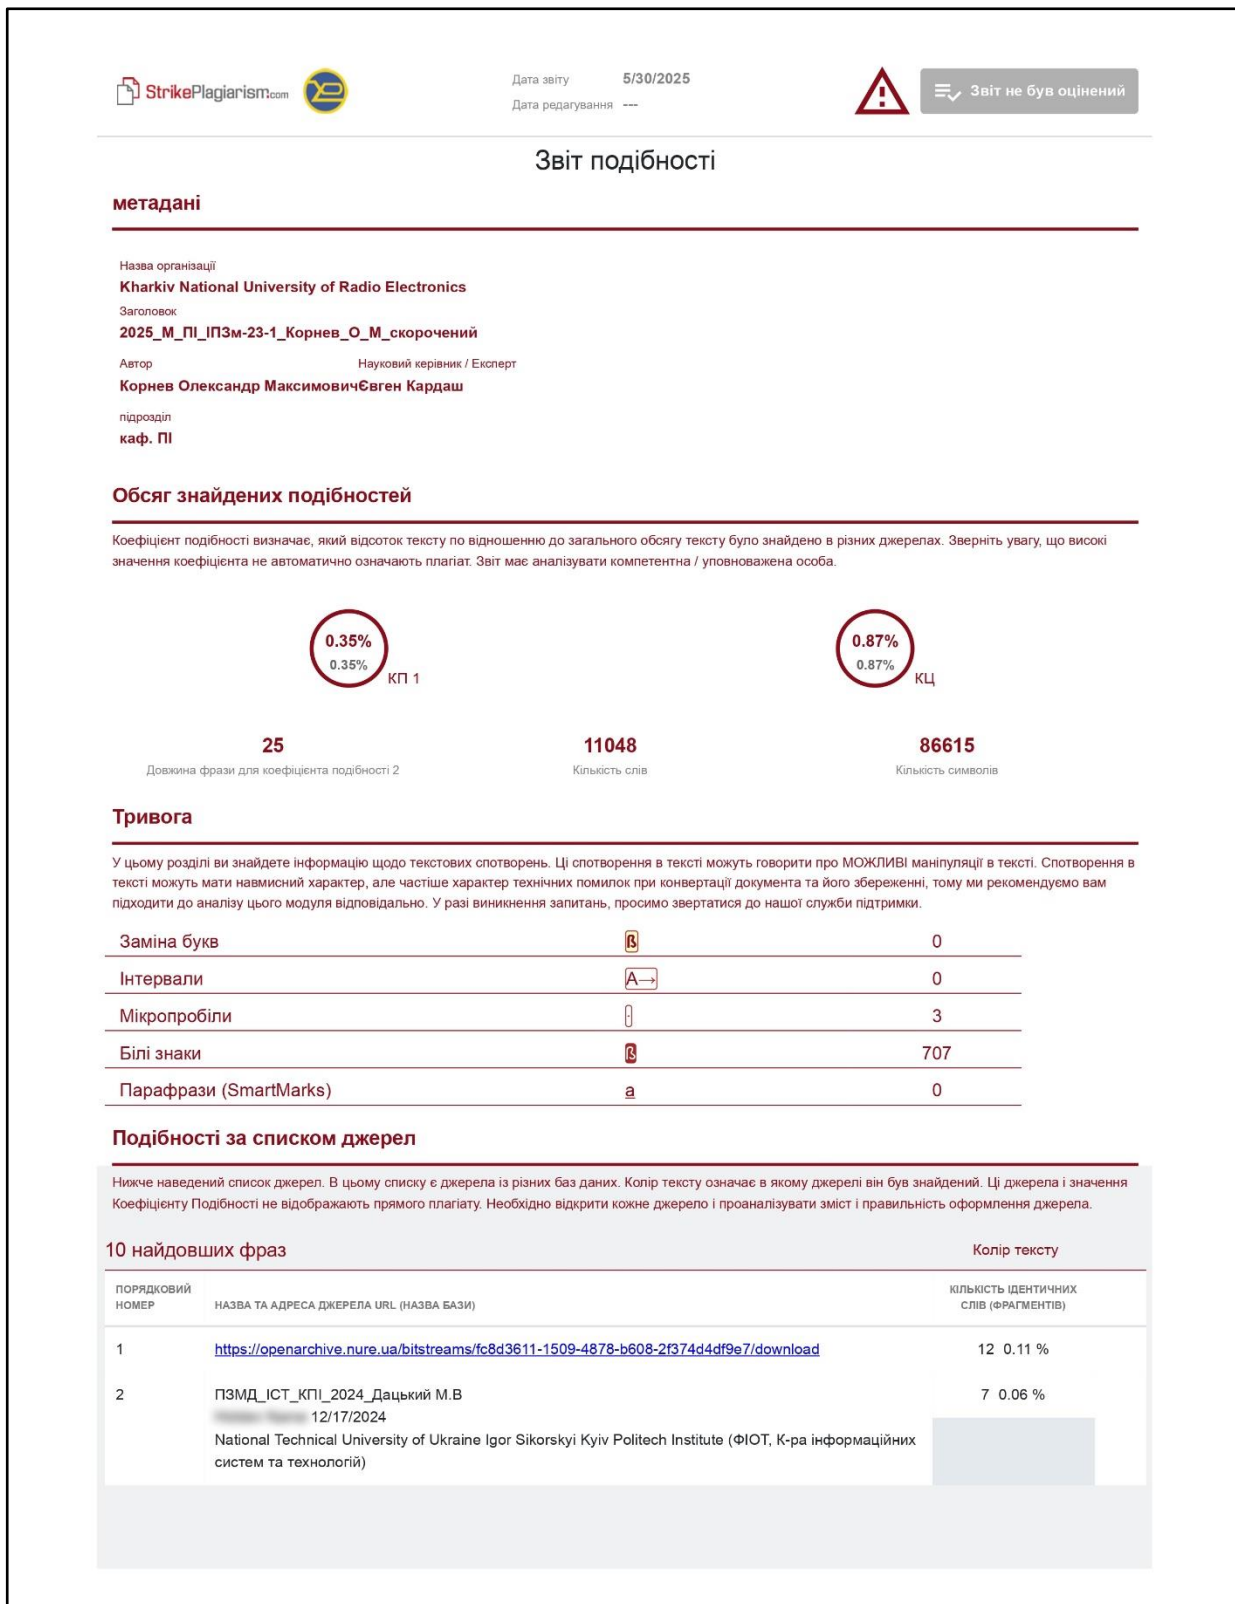 StrikePlagiarism.com
Дата звіту 5/30/2025
Дата редагування ---
Звіт не був оцінений
Звіт подібності
метадані
Назва організації
Kharkiv National University of Radio Electronics
Заголовок
2025_М_ПІ_ІПЗм-23-1_Корнев_О_М_скорочений
Автор Науковий керівник / Експерт
Корнев Олександр МаксимовичЄвген Кардаш
підрозділ
каф. ПІ
Обсяг знайдених подібностей
Коефіцієнт подібності визначає, який відсоток тексту по відношенню до загального обсягу тексту було знайдено в різних джерелах. Зверніть увагу, що високі
значення коефіцієнта не автоматично означають плагіат. Звіт має аналізувати компетентна / уповноважена особа.
0.35%
0.35%
КП 1
0.87%
0.87%
КЦ
25
Довжина фрази для коефіцієнта подібності 2
11048
Кількість слів
86615
Кількість символів
Тривога
У цьому розділі ви знайдете інформацію щодо текстових спотворень. Ці спотворення в тексті можуть говорити про МОЖЛИВІ маніпуляції в тексті. Спотворення в
тексті можуть мати навмисний характер, але частіше характер технічних помилок при конвертації документа та його збереженні, тому ми рекомендуємо вам
підходити до аналізу цього модуля відповідально. У разі виникнення запитань, просимо звертатися до нашої служби підтримки.
Заміна букв ß 0
Інтервали A→ 0
Мікропробіли · 3
Білі знаки ß 707
Парафрази (SmartMarks) a 0
Подібності за списком джерел
Нижче наведений список джерел. В цьому списку є джерела із різних баз даних. Колір тексту означає в якому джерелі він був знайдений. Ці джерела і значення
Коефіцієнту Подібності не відображають прямого плагіату. Необхідно відкрити кожне джерело і проаналізувати зміст і правильність оформлення джерела.
10 найдовших фраз Колір тексту
ПОРЯДКОВИЙ
НОМЕР
НАЗВА ТА АДРЕСА ДЖЕРЕЛА URL (НАЗВА БАЗИ)
КІЛЬКІСТЬ ІДЕНТИЧНИХ
СЛІВ (ФРАГМЕНТІВ)
1 https://openarchive.nure.ua/bitstreams/fc8d3611-1509-4878-b608-2f374d4df9e7/download 12 0.11 %
2 ПЗМД_ІСТ_КПІ_2024_Дацький М.В 7 0.06 %
12/17/2024
National Technical University of Ukraine Igor Sikorskyi Kyiv Politech Institute (ФІОТ, К-ра інформаційних
систем та технологій)